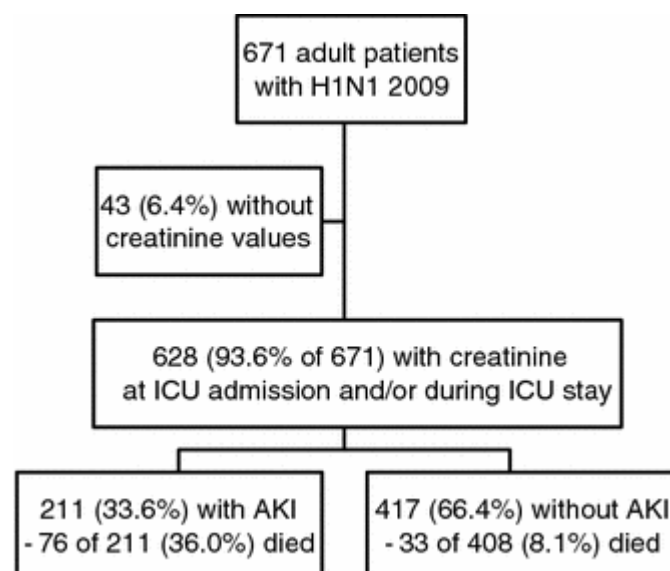 671 adult patients
with H1N1 2009
43 (6.4%) without
creatinine values
628 (93.6% of 671) with creatinine
at ICU admission and/or during ICU stay
211 (33.6%) with AKI
- 76 of 211 (36.0%) died
417 (66.4%) without AKI
- 33 of 408 (8.1%) died